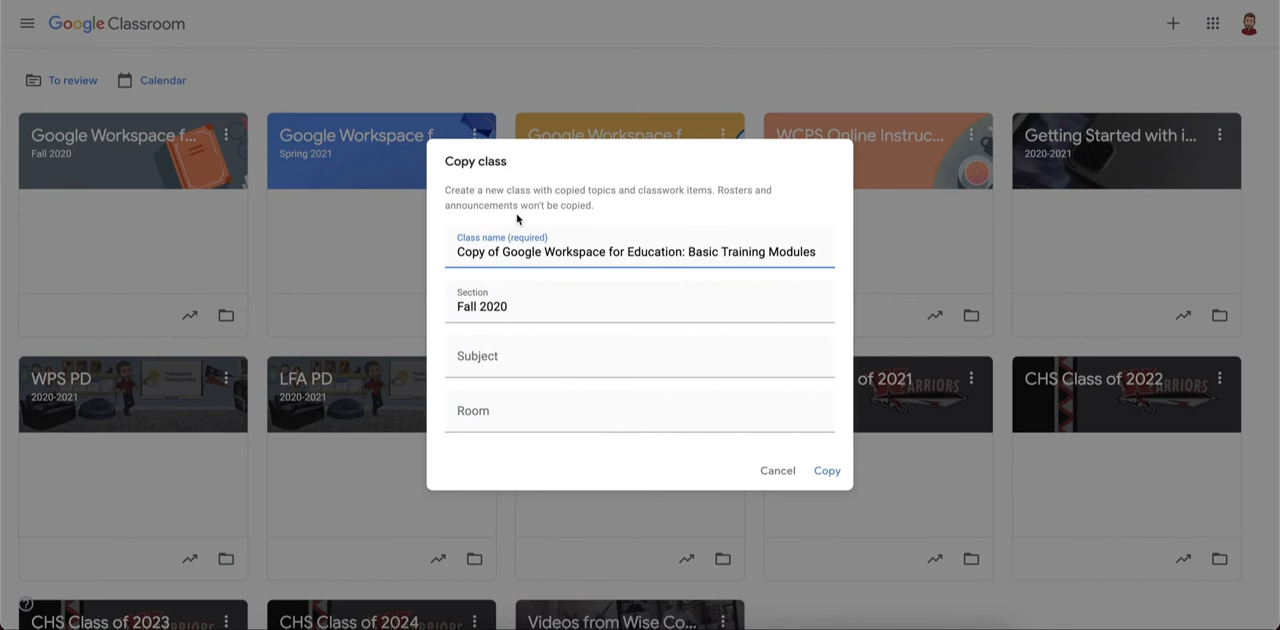 Google Classroom
To review
Calendar
Google Workspace f...
Fall 2020
Google Workspace f
Spring 2021
Google Workspace f
WCPS Online Instruc...
Getting Started with i...
2020-2021
Copy class
Create a new class with copied topics and classwork items. Rosters and
announcements won't be copied.
Class name (required)
Copy of Google Workspace for Education: Basic Training Modules
Section
Fall 2020
Subject
Room
Cancel
Copy
WPS PD
2020-2021
LFA PD
2020-2021
of 2021
CHS Class of 2022
CHS Class of 2023
CHS Class of 2024
Videos from Wise Co...